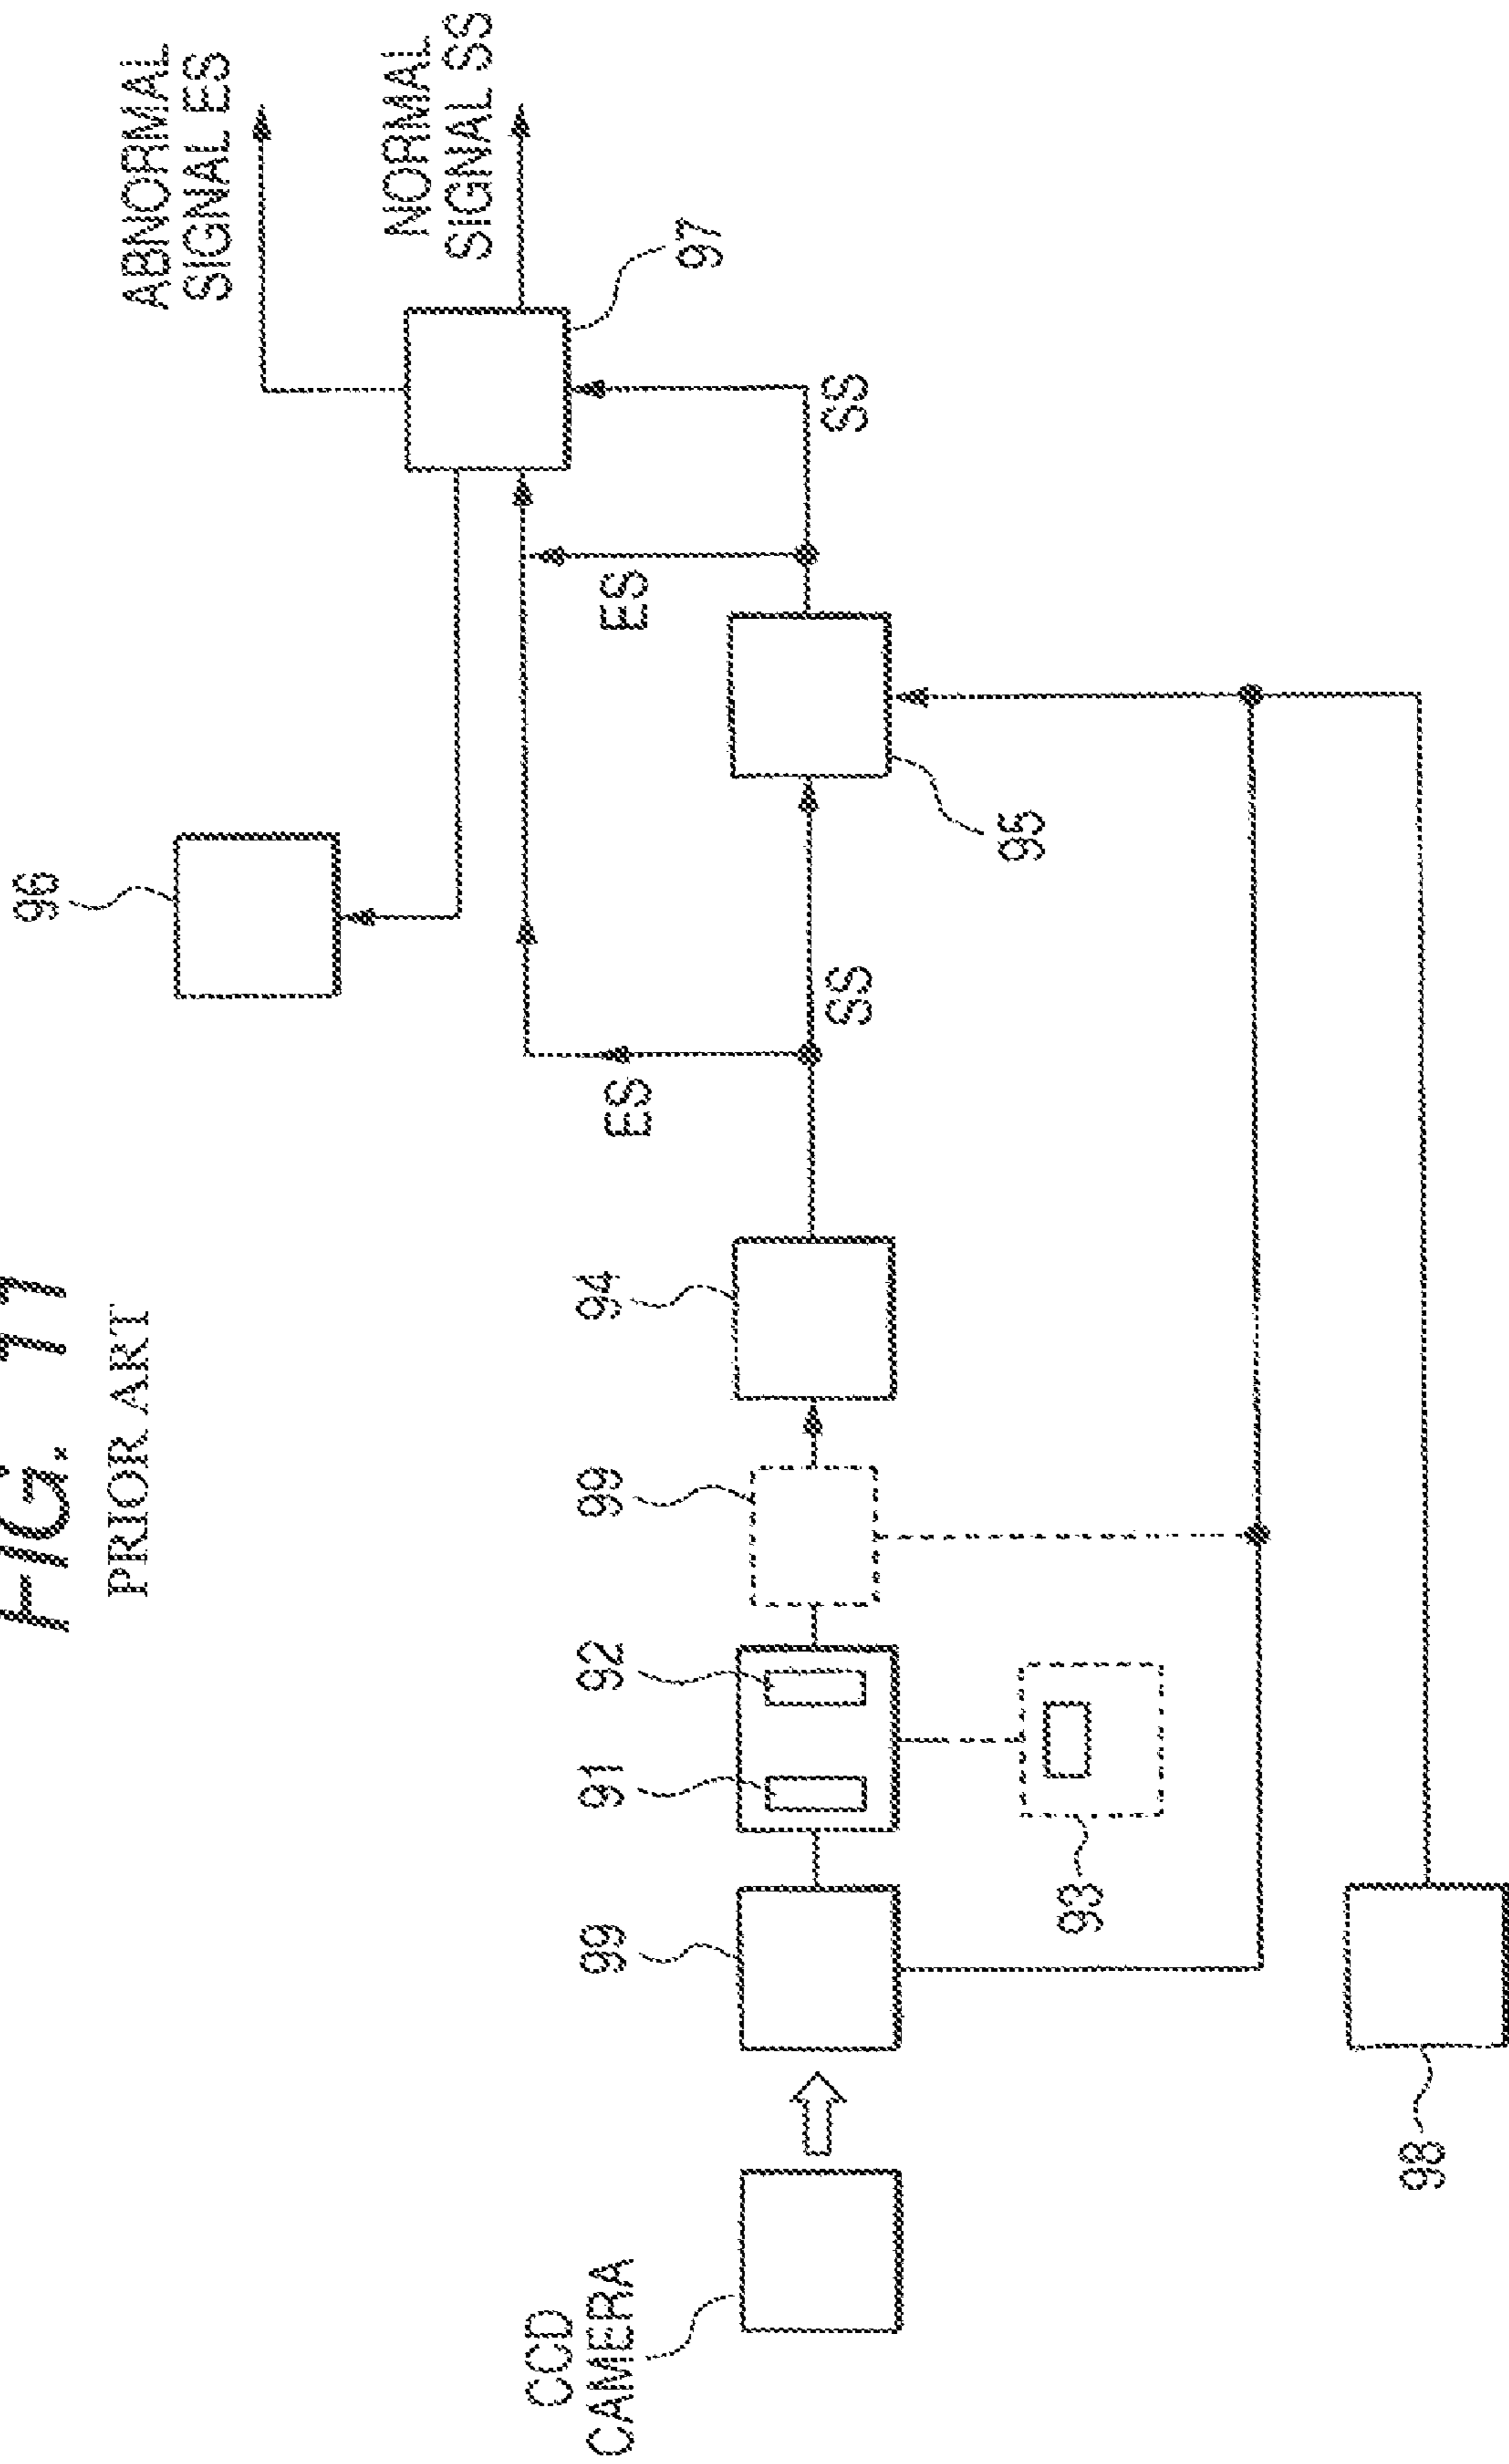 FIG. 11
PRIOR ART
96
ABNORMAL
SIGNAL ES
NORMAL
SIGNAL SS
97
CCD
CAMERA
99
91
92
99
94
ES
ES
SS
SS
95
93
98